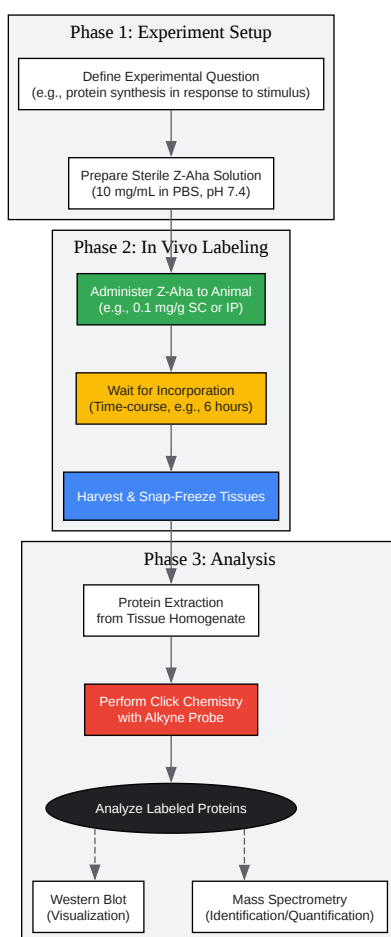 Phase 1: Experiment Setup
Define Experimental Question
(e.g., protein synthesis in response to stimulus)
Prepare Sterile Z-Aha Solution
(10 mg/mL in PBS, pH 7.4)
Phase 2: In Vivo Labeling
Administer Z-Aha to Animal
(e.g., 0.1 mg/g SC or IP)
Wait for Incorporation
(Time-course, e.g., 6 hours)
Harvest & Snap-Freeze Tissues
Phase 3: Analysis
Protein Extraction
from Tissue Homogenate
Perform Click Chemistry
with Alkyne Probe
Analyze Labeled Proteins
Western Blot
(Visualization)
Mass Spectrometry
(Identification/Quantification)